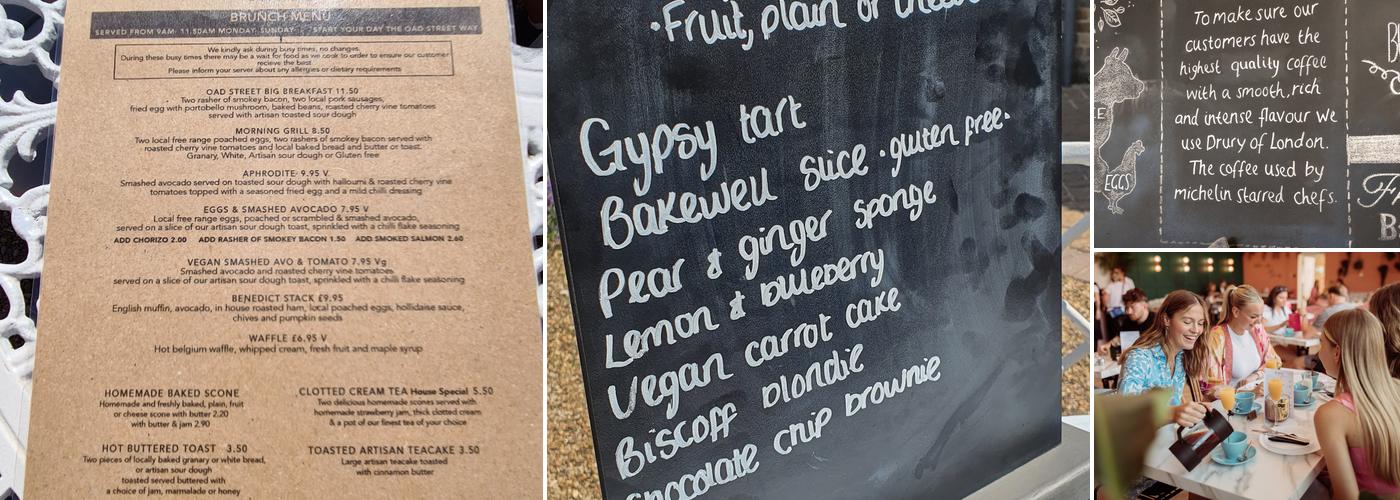 BRUNCH MENU
SERVED FROM 9AM- 11.50AM MONDAY- SUNDAY START YOUR DAY THE OAD STREET WAY
We kindly ask during busy times, no changes.
During these busy times there may be a wait for food as we cook to order to ensure our customer
recieve the best
Please inform your server about any allergies or dietary requirements
OAD STREET BIG BREAKFAST 11.50
Two rasher of smokey bacon, two local pork sausages,
fried egg with portobello mushroom, baked beans, roasted cherry vine tomatoes
served with artisan toasted sour dough
MORNING GRILL 8.50
Two local free range poached eggs, two rashers of smokey bacon served with
roasted cherry vine tomatoes and local baked bread and butter or toast.
Granary, White, Artisan sour dough or Gluten free
APHRODITE 9.95 V
Smashed avocado served on toasted sour dough with halloumi & roasted cherry vine
tomatoes topped with a seasoned fried egg and a mild chilli dressing
EGGS & SMASHED AVOCADO 7.95 V
Local free range eggs, poached or scrambled & smashed avocado,
served on a slice of our artisan sour dough toast, sprinkled with a chilli flake seasoning
ADD CHORIZO 2.00 ADD RASHER OF SMOKEY BACON 1.50 ADD SMOKED SALMON 2.60
VEGAN SMASHED AVO & TOMATO 7.95 Vg
Smashed avocado and roasted cherry vine tomatoes
served on a slice of our artisan sour dough toast, sprinkled with a chilli flake seasoning
BENEDICT STACK £9.95
English muffin, avocado, in house roasted ham, local poached eggs, hollidaise sauce,
chives and pumpkin seeds
WAFFLE £6.95 V
Hot belgium waffle, whipped cream, fresh fruit and maple syrup
HOMEMADE BAKED SCONE
Homemade and freshly baked, plain, fruit
or cheese scone with butter 2.20
with butter & jam 2.90
CLOTTED CREAM TEA House Special 5.50
Two delicious homemade scones served with
homemade strawberry jam, thick clotted cream
& a pot of our finest tea of your choice
HOT BUTTERED TOAST 3.50
Two pieces of locally baked granary or white bread,
or artisan sour dough
toasted served buttered with
a choice of jam, marmalade or honey
TOASTED ARTISAN TEACAKE 3.50
Large artisan teacake toasted
with cinnamon butter
·Fruit, plain or
Gypsy tart
Bakewell slice ·gluten free·
Pear & ginger sponge
Lemon & blueberry
Vegan carrot cake
Biscoff blondie
chocolate chip brownie
To make sure our
customers have the
highest quality coffee
with a smooth, rich
and intense flavour we
use Drury of London.
The coffee used by
michelin starred chefs.
EGGS